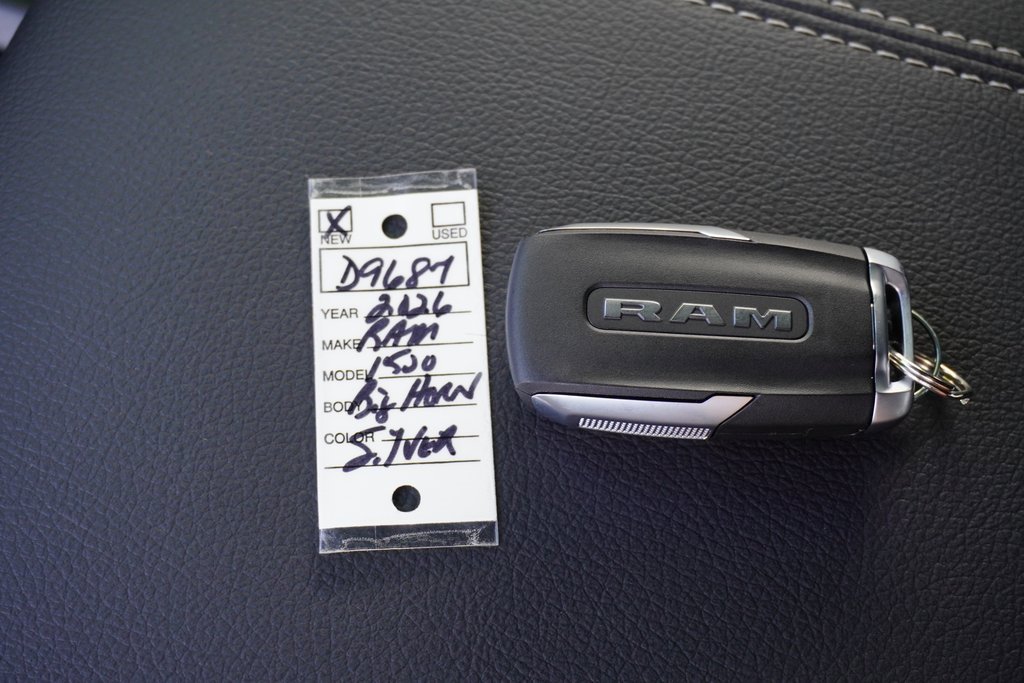 X
NEW USED
D9687
YEAR 2026
MAKE RAM
MODEL 1500
BODY Big HORN
COLOR SilVER
RAM